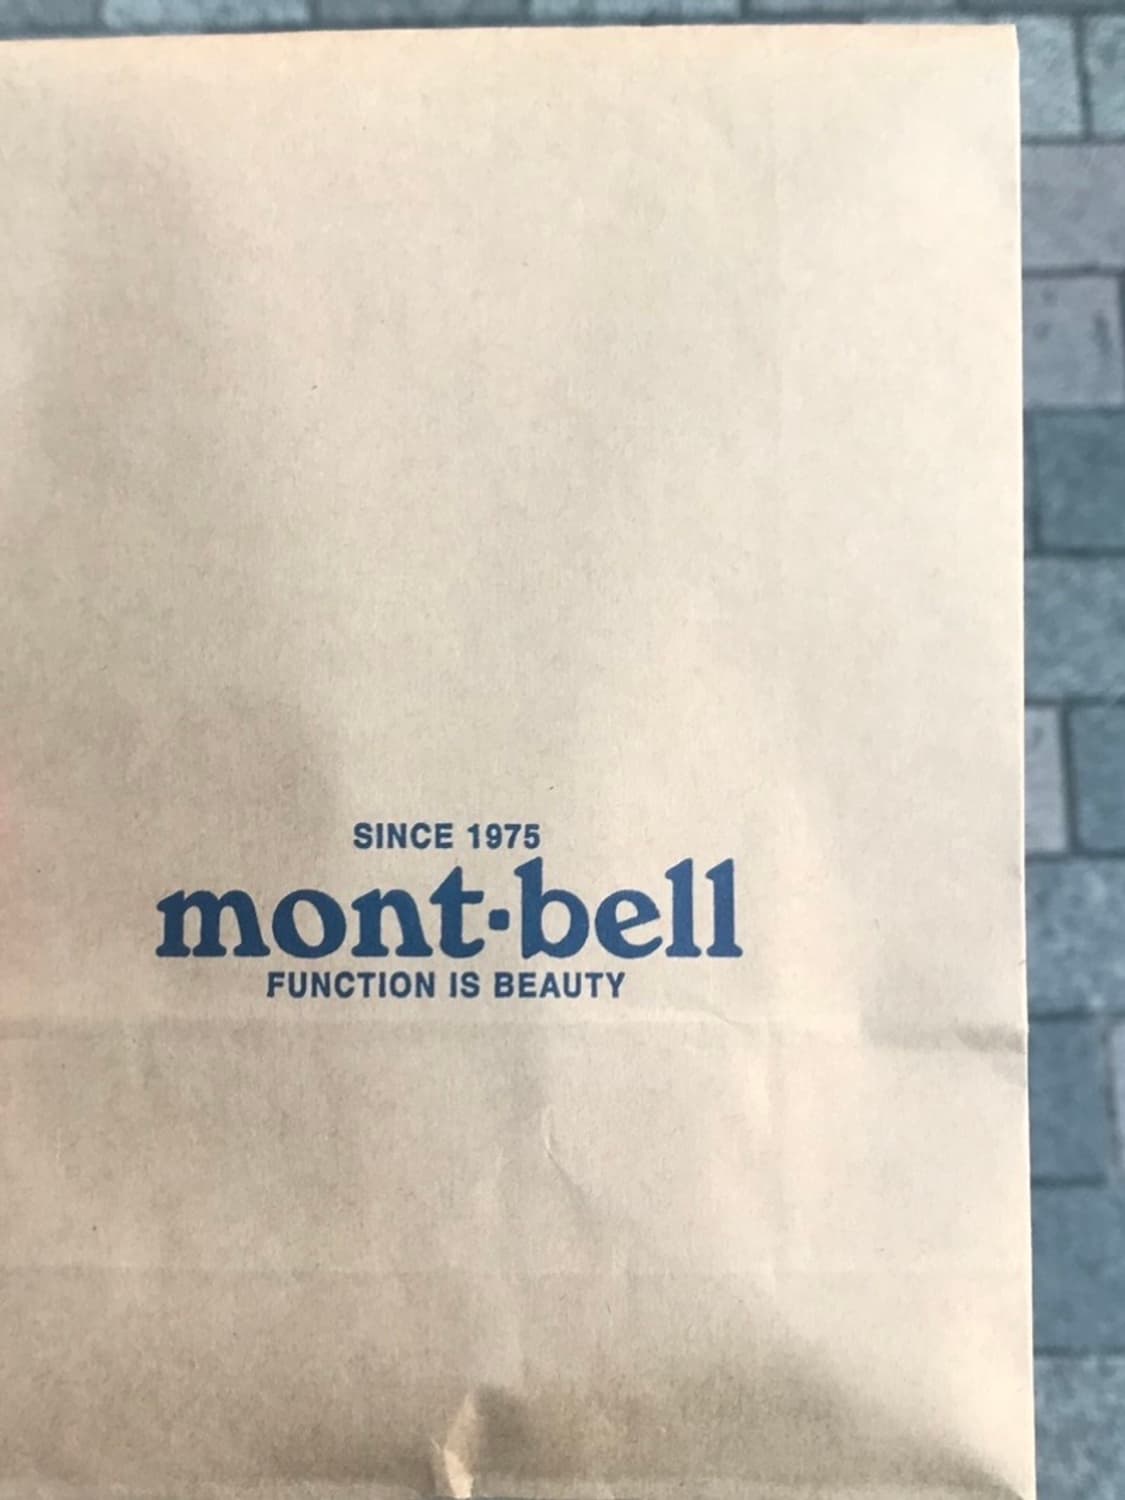 SINCE 1975
mont·bell
FUNCTION IS BEAUTY